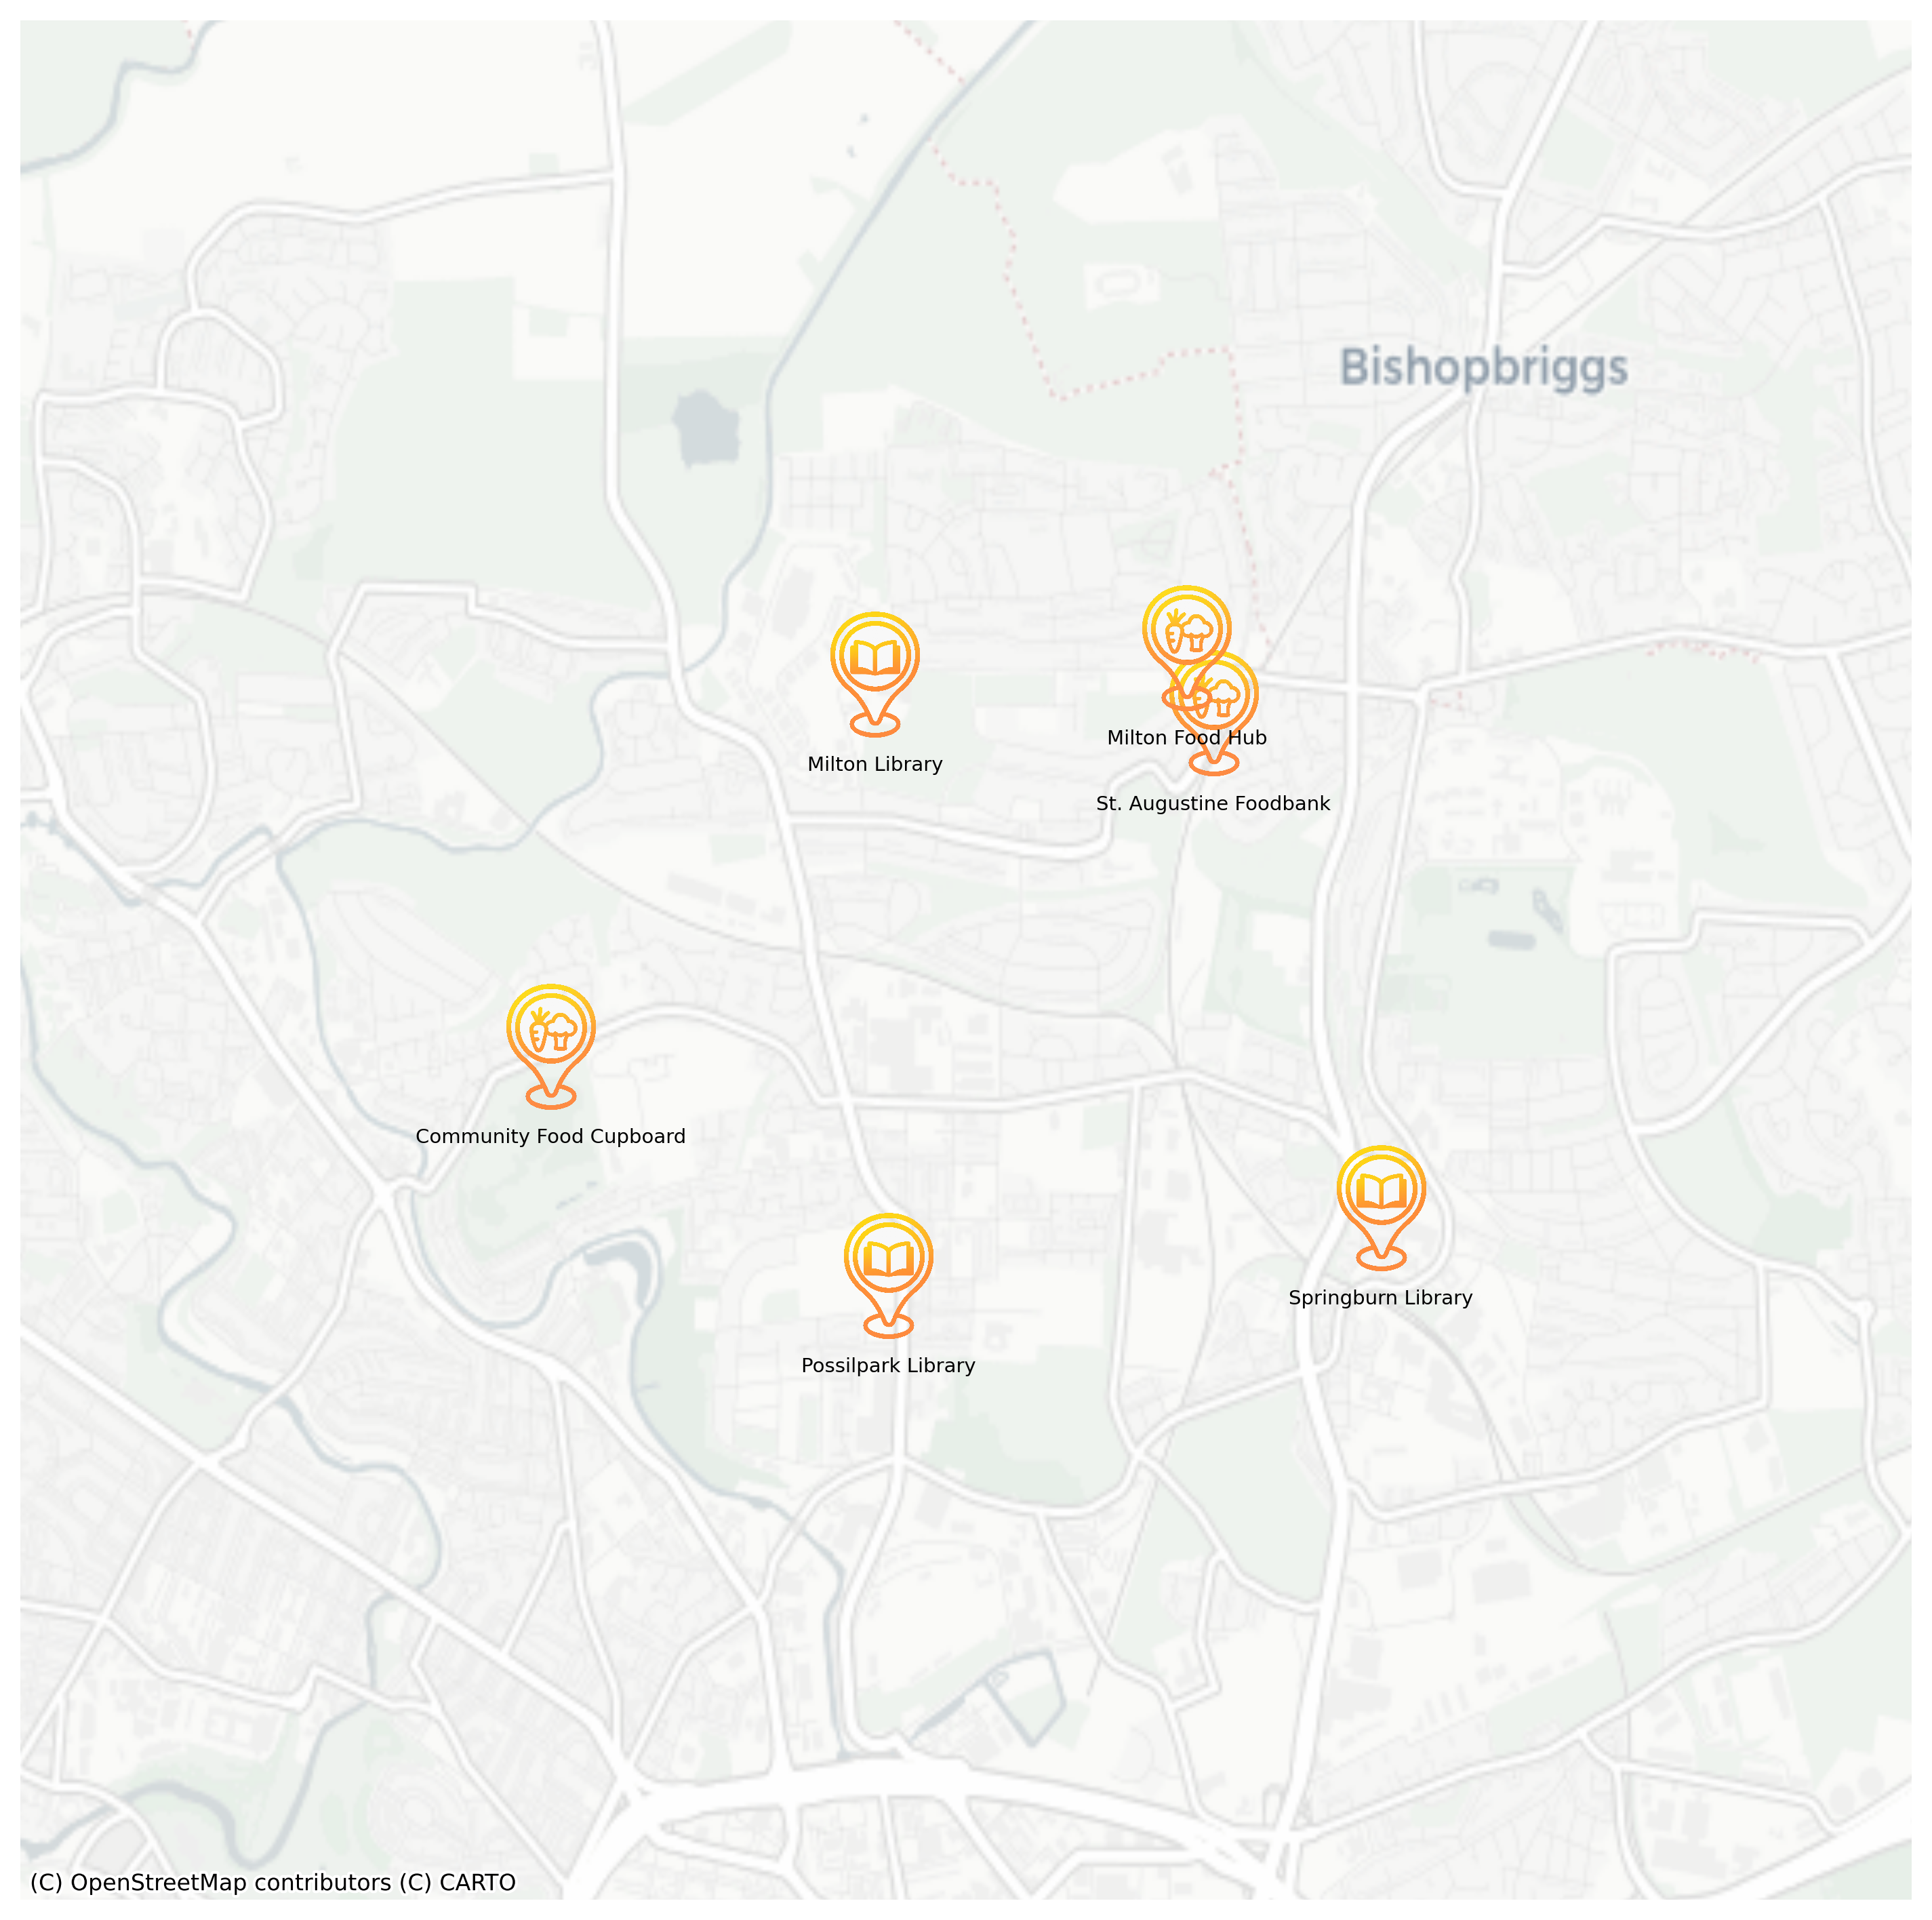 Bishopbriggs
Milton Food Hub
Milton Library
St. Augustine Foodbank
Community Food Cupboard
Springburn Library
Possilpark Library
(C) OpenStreetMap contributors (C) CARTO